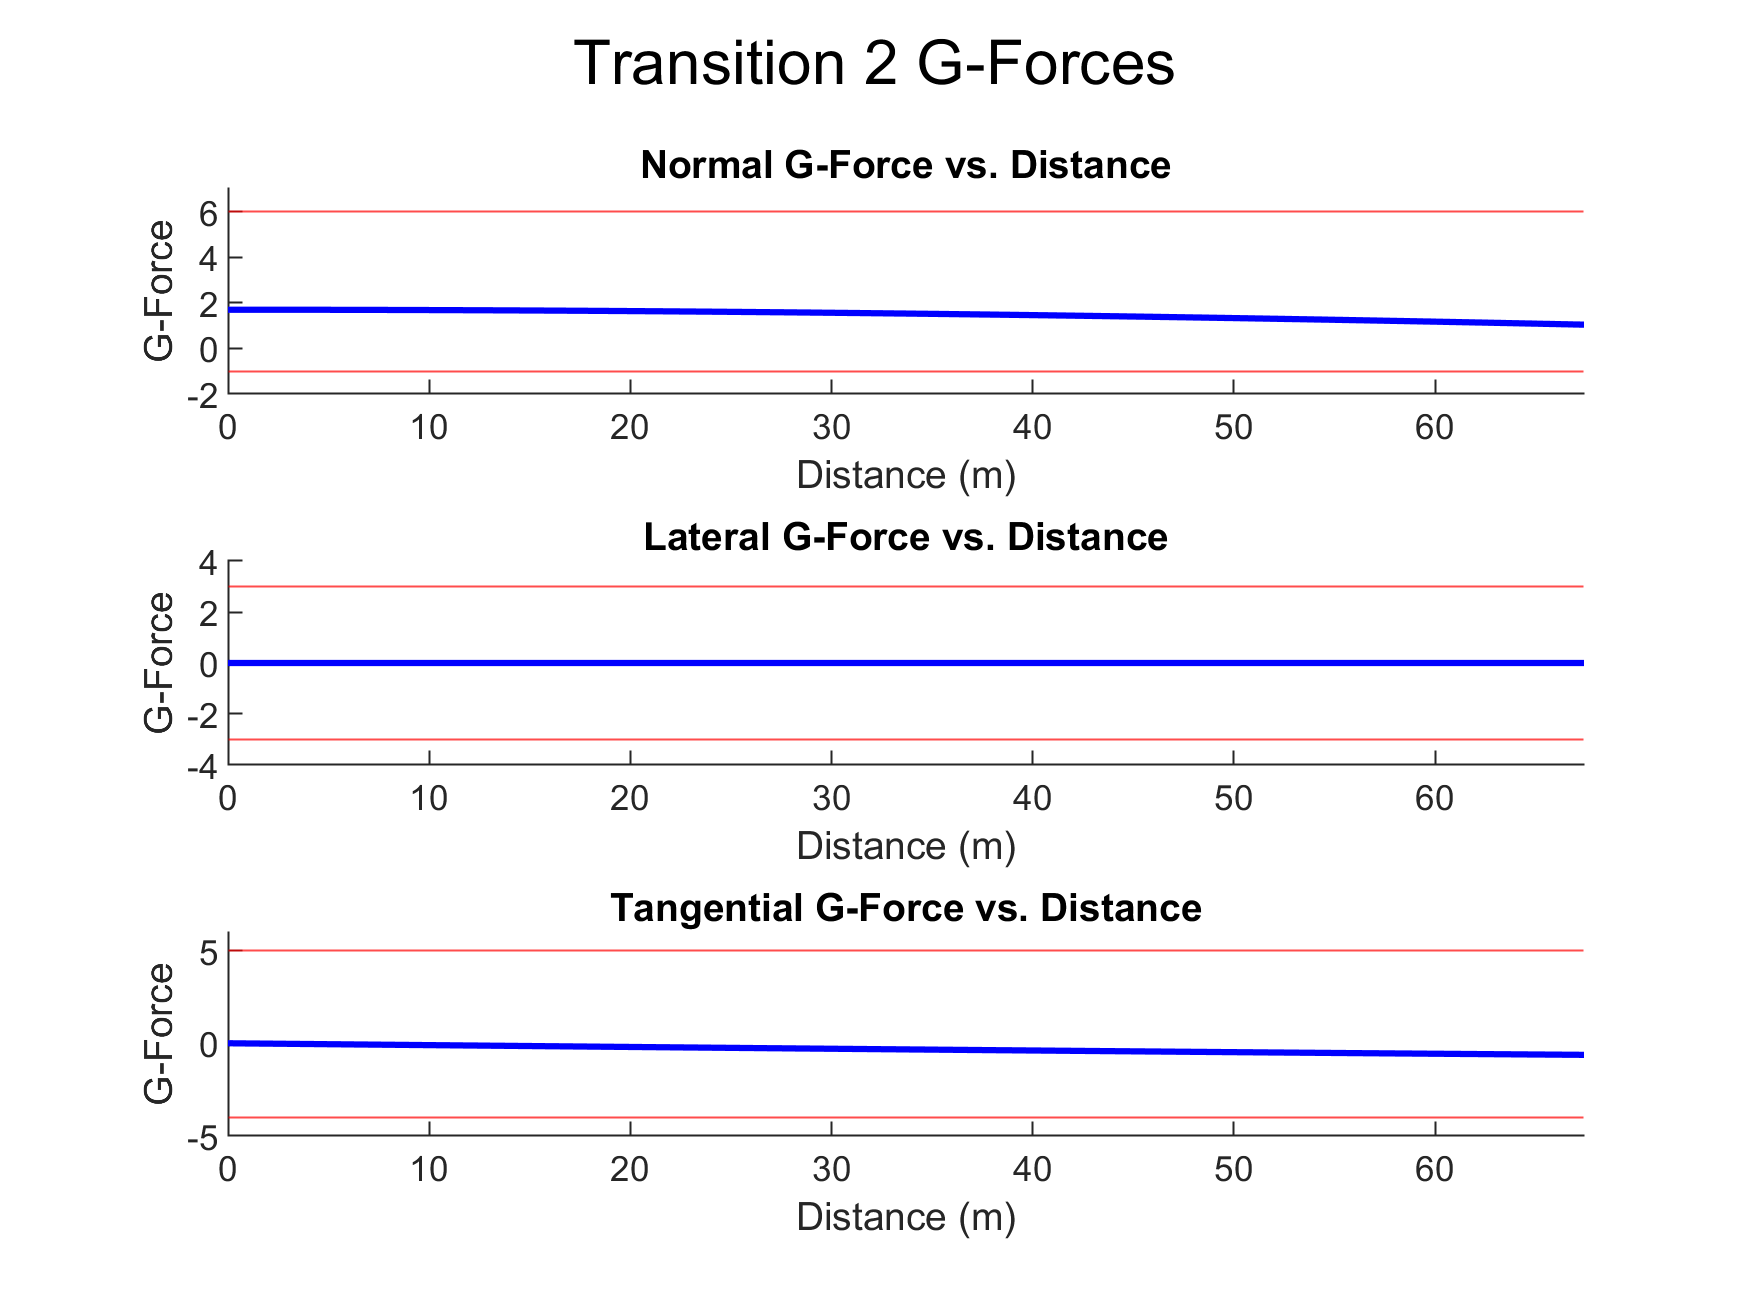 Transition 2 G-Forces
Normal G-Force vs. Distance
G-Force
6
4
2
0
-2
0 10 20 30 40 50 60
Distance (m)
Lateral G-Force vs. Distance
G-Force
4
2
0
-2
-4
0 10 20 30 40 50 60
Distance (m)
Tangential G-Force vs. Distance
G-Force
5
0
-5
0 10 20 30 40 50 60
Distance (m)